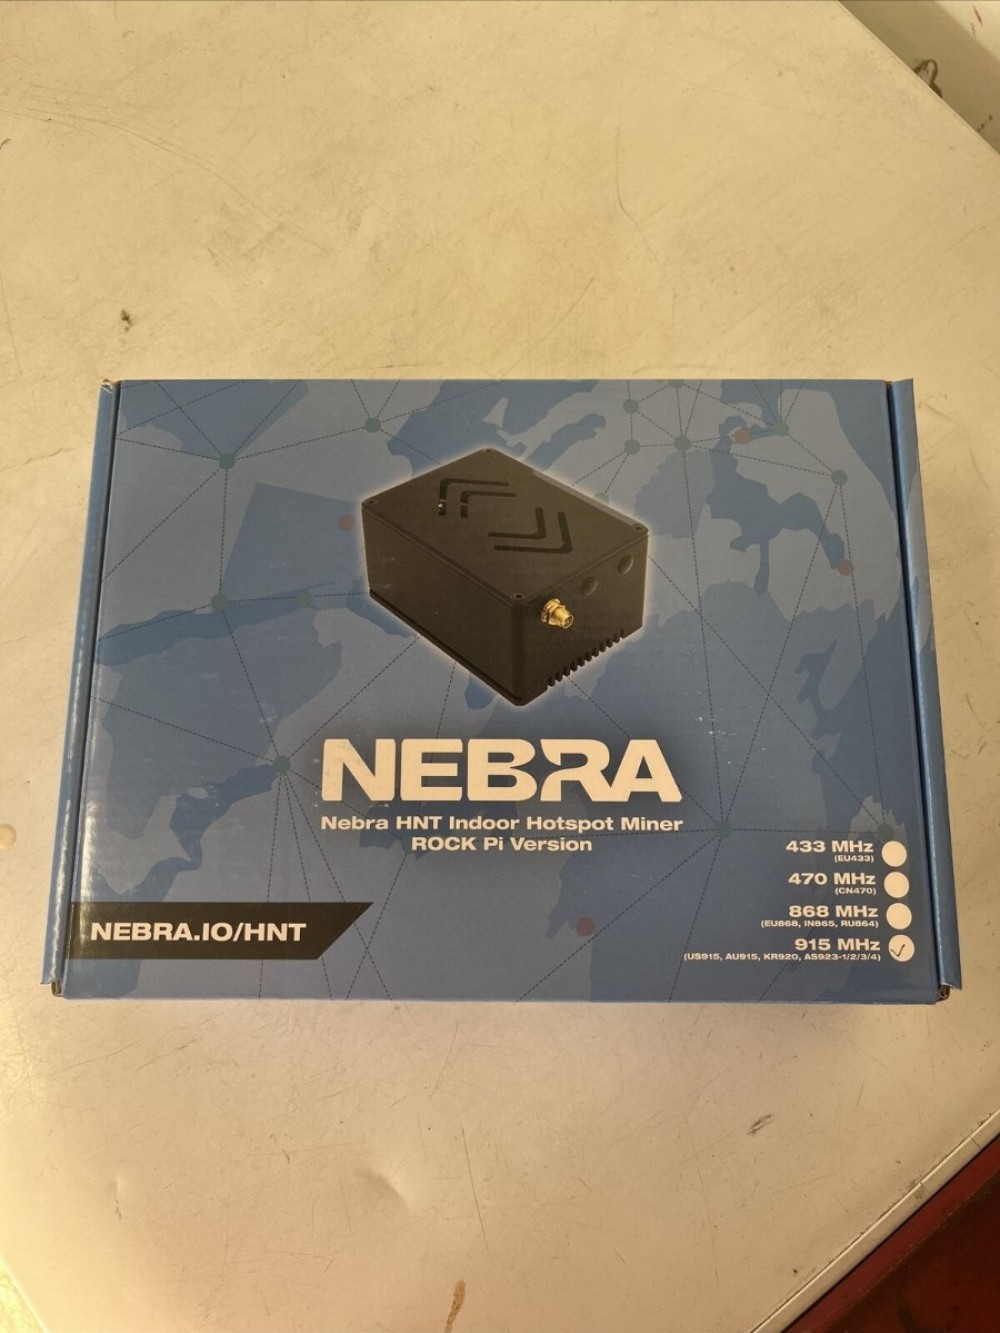 NEBRA
Nebra HNT Indoor Hotspot Miner
ROCK Pi Version
433 MHz
(EU433)
470 MHz
(CN470)
868 MHz
(EU868, IN865, RU864)
915 MHz
(US915, AU915, KR920, AS923-1/2/3/4)
NEBRA.IO/HNT